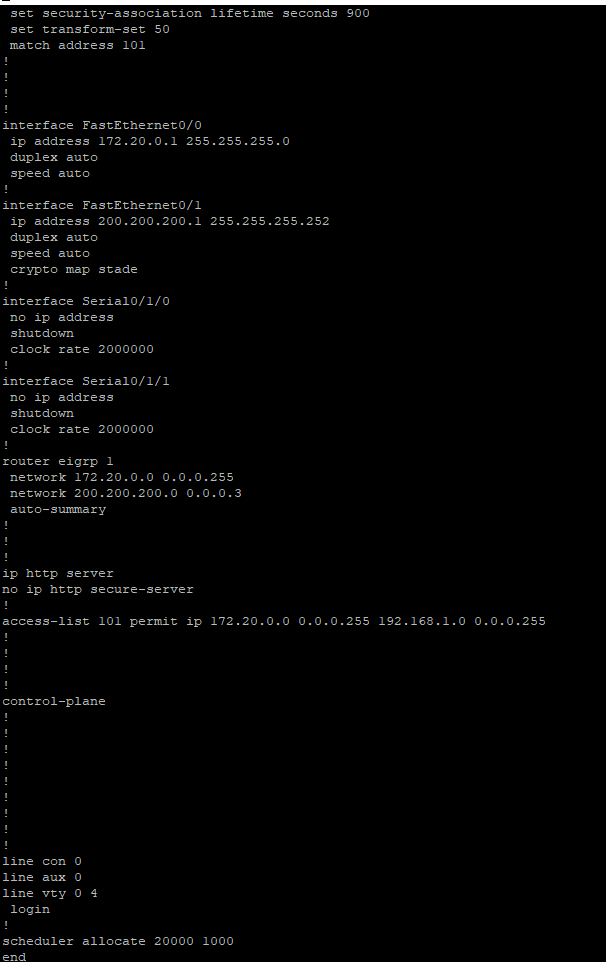 set security-association lifetime seconds 900
set transform-set 50
match address 101
!
!
!
!
interface FastEthernet0/0
ip address 172.20.0.1 255.255.255.0
duplex auto
speed auto
!
interface FastEthernet0/1
ip address 200.200.200.1 255.255.255.252
duplex auto
speed auto
crypto map stade
!
interface Serial0/1/0
no ip address
shutdown
clock rate 2000000
!
interface Serial0/1/1
no ip address
shutdown
clock rate 2000000
!
router eigrp 1
network 172.20.0.0 0.0.0.255
network 200.200.200.0 0.0.0.3
auto-summary
!
!
!
ip http server
no ip http secure-server
!
access-list 101 permit ip 172.20.0.0 0.0.0.255 192.168.1.0 0.0.0.255
!
!
!
!
control-plane
!
!
!
!
!
!
!
!
!
line con 0
line aux 0
line vty 0 4
login
!
scheduler allocate 20000 1000
end